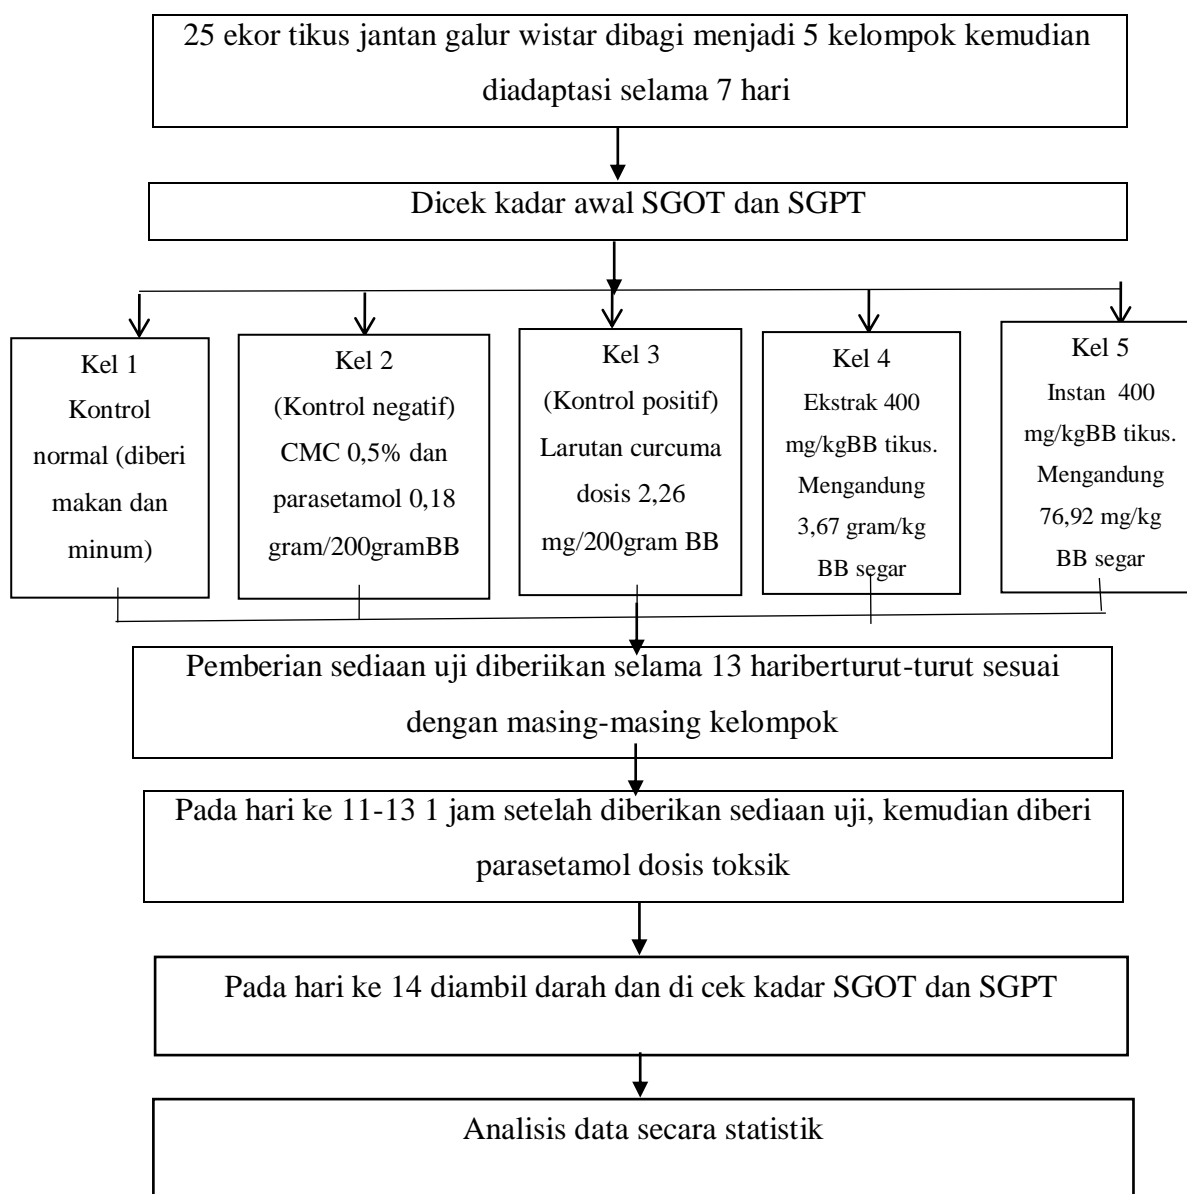 25 ekor tikus jantan galur wistar dibagi menjadi 5 kelompok kemudian
diadaptasi selama 7 hari
Dicek kadar awal SGOT dan SGPT
Kel 1
Kontrol
normal (diberi
makan dan
minum)
Kel 2
(Kontrol negatif)
CMC 0,5% dan
parasetamol 0,18
gram/200gramBB
Kel 3
(Kontrol positif)
Larutan curcuma
dosis 2,26
mg/200gram BB
Kel 4
Ekstrak 400
mg/kgBB tikus.
Mengandung
3,67 gram/kg
BB segar
Kel 5
Instan 400
mg/kgBB tikus.
Mengandung
76,92 mg/kg
BB segar
Pemberian sediaan uji diberiikan selama 13 hariberturut-turut sesuai
dengan masing-masing kelompok
Pada hari ke 11-13 1 jam setelah diberikan sediaan uji, kemudian diberi
parasetamol dosis toksik
Pada hari ke 14 diambil darah dan di cek kadar SGOT dan SGPT
Analisis data secara statistik